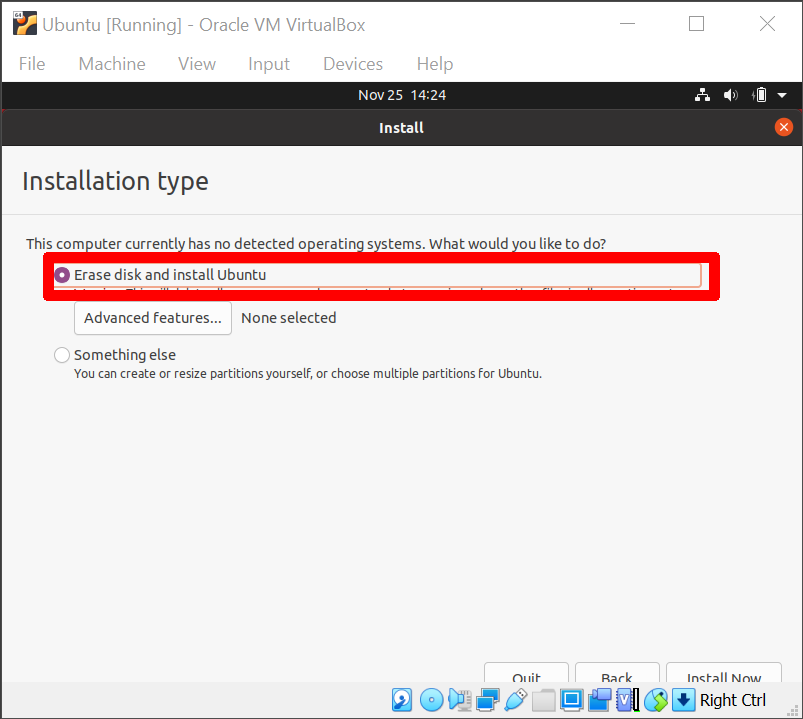 Ubuntu [Running] - Oracle VM VirtualBox
File Machine View Input Devices Help
Nov 25 14:24
Install
Installation type
This computer currently has no detected operating systems. What would you like to do?
Erase disk and install Ubuntu
Advanced features... None selected
Something else
You can create or resize partitions yourself, or choose multiple partitions for Ubuntu.
Quit Back Install Now
Right Ctrl